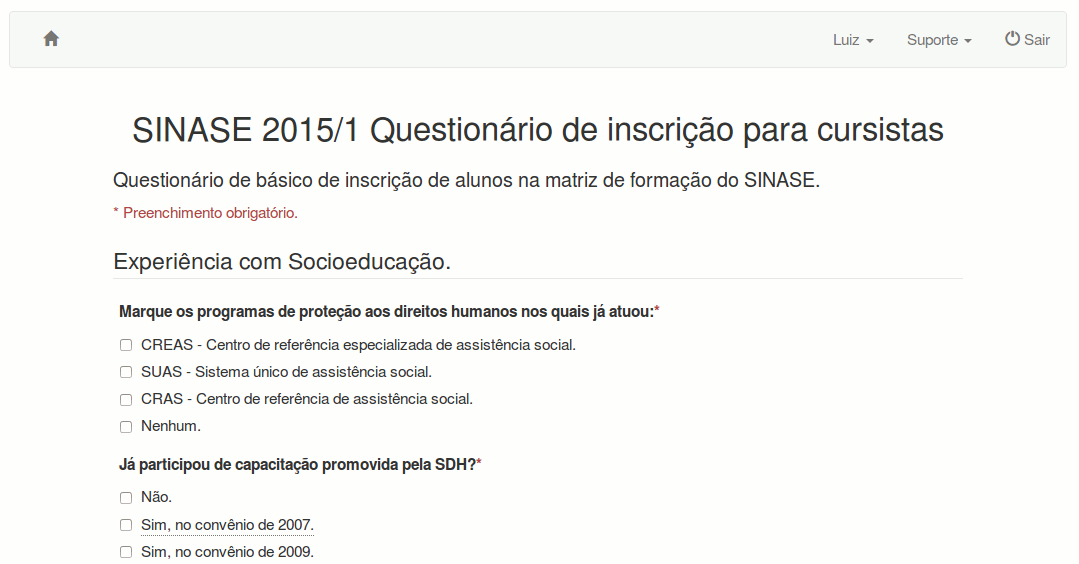 Luiz Suporte Sair
SINASE 2015/1 Questionário de inscrição para cursistas
Questionário de básico de inscrição de alunos na matriz de formação do SINASE.
* Preenchimento obrigatório.
Experiência com Socioeducação.
Marque os programas de proteção aos direitos humanos nos quais já atuou:*
CREAS - Centro de referência especializada de assistência social.
SUAS - Sistema único de assistência social.
CRAS - Centro de referência de assistência social.
Nenhum.
Já participou de capacitação promovida pela SDH?*
Não.
Sim, no convênio de 2007.
Sim, no convênio de 2009.